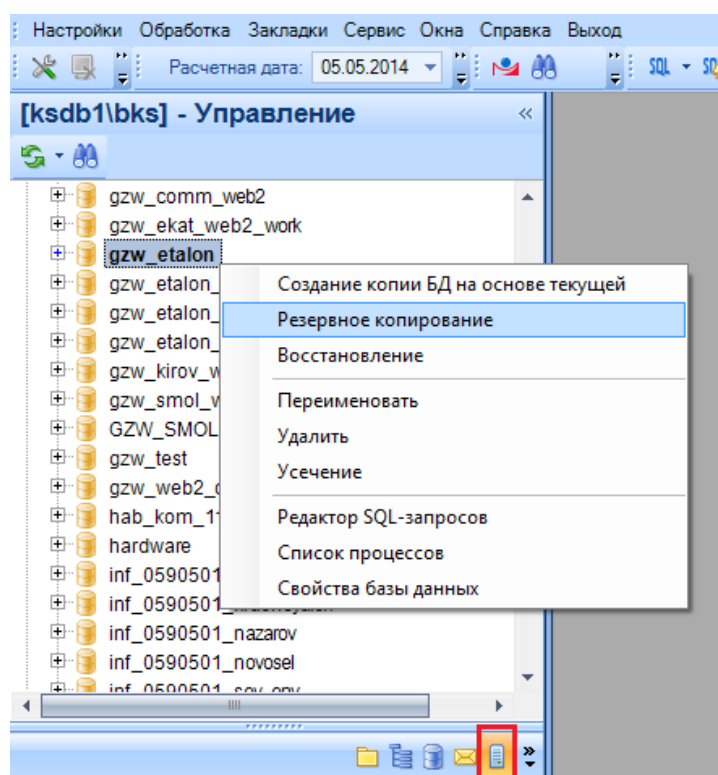 Настройки Обработка Закладки Сервис Окна Справка Выход
Расчетная дата: 05.05.2014 SQL
[ksdb1\bks] - Управление
gzw_comm_web2
gzw_ekat_web2_work
gzw_etalon
gzw_etalon_
gzw_etalon_
gzw_etalon_
gzw_kirov_w
gzw_smol_w
GZW_SMOL
gzw_test
gzw_web2_
hab_kom_11
hardware
inf_0590501
inf_0590501_
inf_0590501_nazarov
inf_0590501_novosel
inf_0590501_sov_env
Создание копии БД на основе текущей
Резервное копирование
Восстановление
Переименовать
Удалить
Усечение
Редактор SQL-запросов
Список процессов
Свойства базы данных